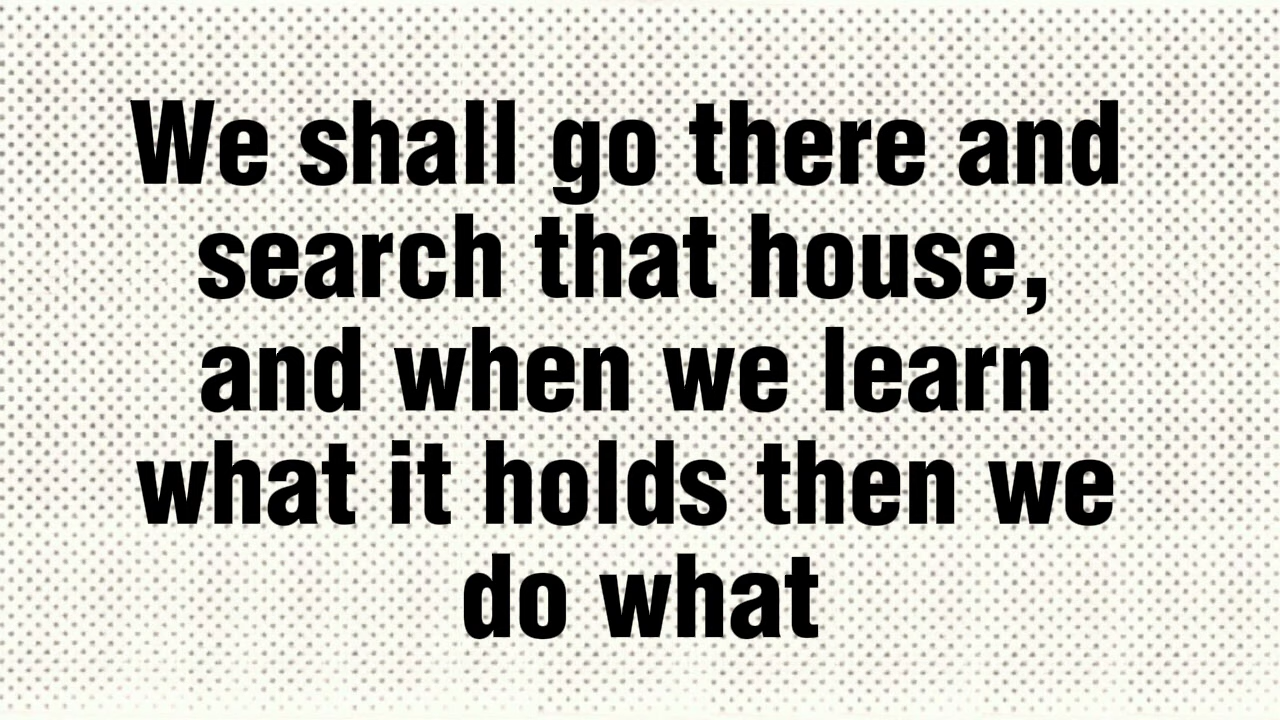 We shall go there and
search that house,
and when we learn
what it holds then we
do what